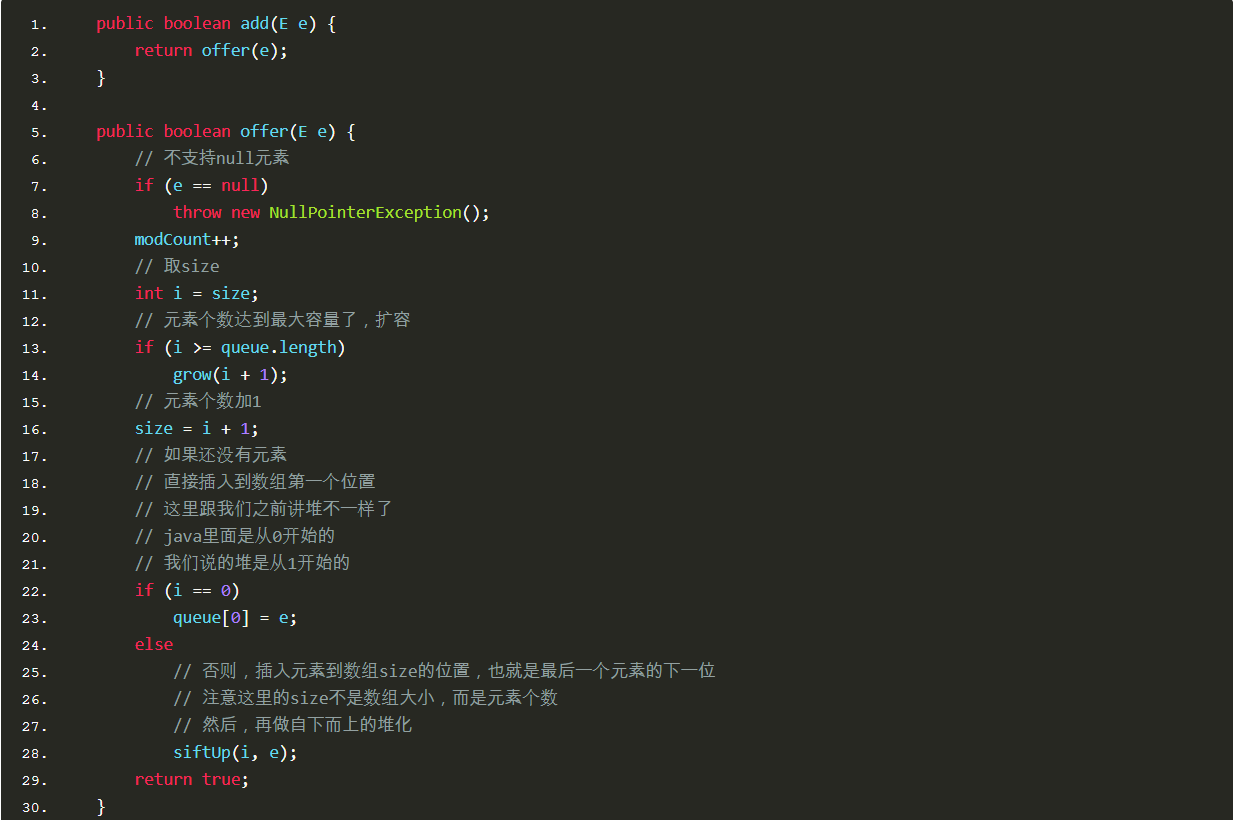 1. public boolean add(E e) {
2. return offer(e);
3. }
4.
5. public boolean offer(E e) {
6. // 不支持null元素
7. if (e == null)
8. throw new NullPointerException();
9. modCount++;
10. // 取size
11. int i = size;
12. // 元素个数达到最大容量了，扩容
13. if (i >= queue.length)
14. grow(i + 1);
15. // 元素个数加1
16. size = i + 1;
17. // 如果还没有元素
18. // 直接插入到数组第一个位置
19. // 这里跟我们之前讲堆不一样了
20. // java里面是从0开始的
21. // 我们说的堆是从1开始的
22. if (i == 0)
23. queue[0] = e;
24. else
25. // 否则，插入元素到数组size的位置，也就是最后一个元素的下一位
26. // 注意这里的size不是数组大小，而是元素个数
27. // 然后，再做自下而上的堆化
28. siftUp(i, e);
29. return true;
30. }